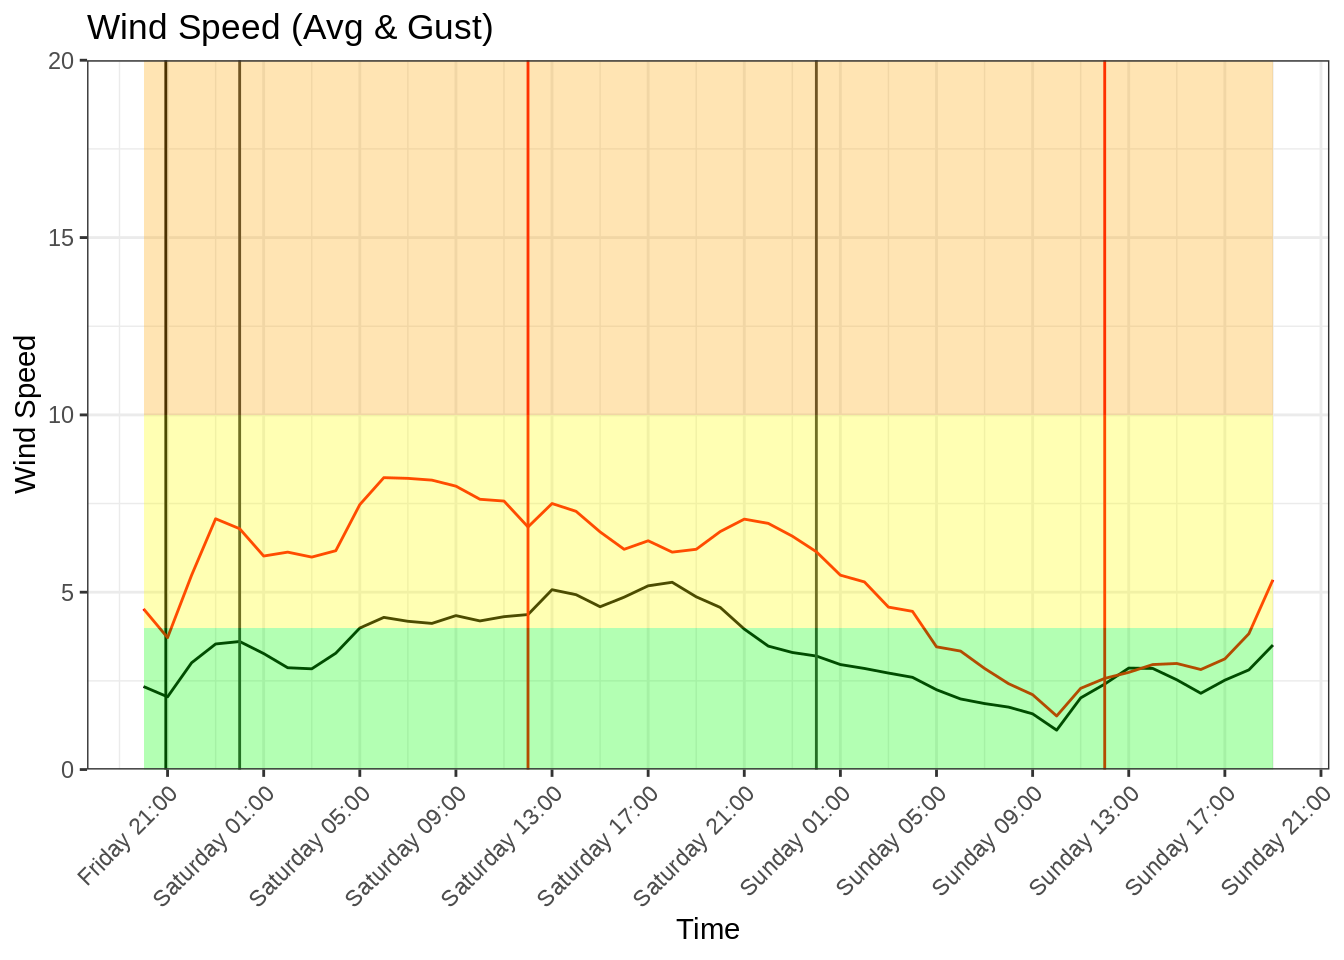 Wind Speed (Avg & Gust)
Wind Speed
20
15
10
5
0
Friday 21:00
Saturday 01:00
Saturday 05:00
Saturday 09:00
Saturday 13:00
Saturday 17:00
Saturday 21:00
Sunday 01:00
Sunday 05:00
Sunday 09:00
Sunday 13:00
Sunday 17:00
Sunday 21:00
Time